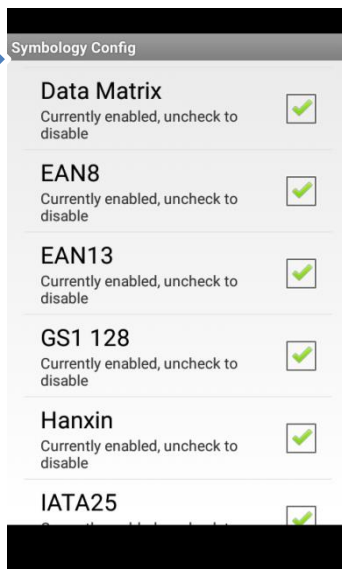 Symbology Config
Data Matrix
Currently enabled, uncheck to
disable
EAN8
Currently enabled, uncheck to
disable
EAN13
Currently enabled, uncheck to
disable
GS1 128
Currently enabled, uncheck to
disable
Hanxin
Currently enabled, uncheck to
disable
IATA25